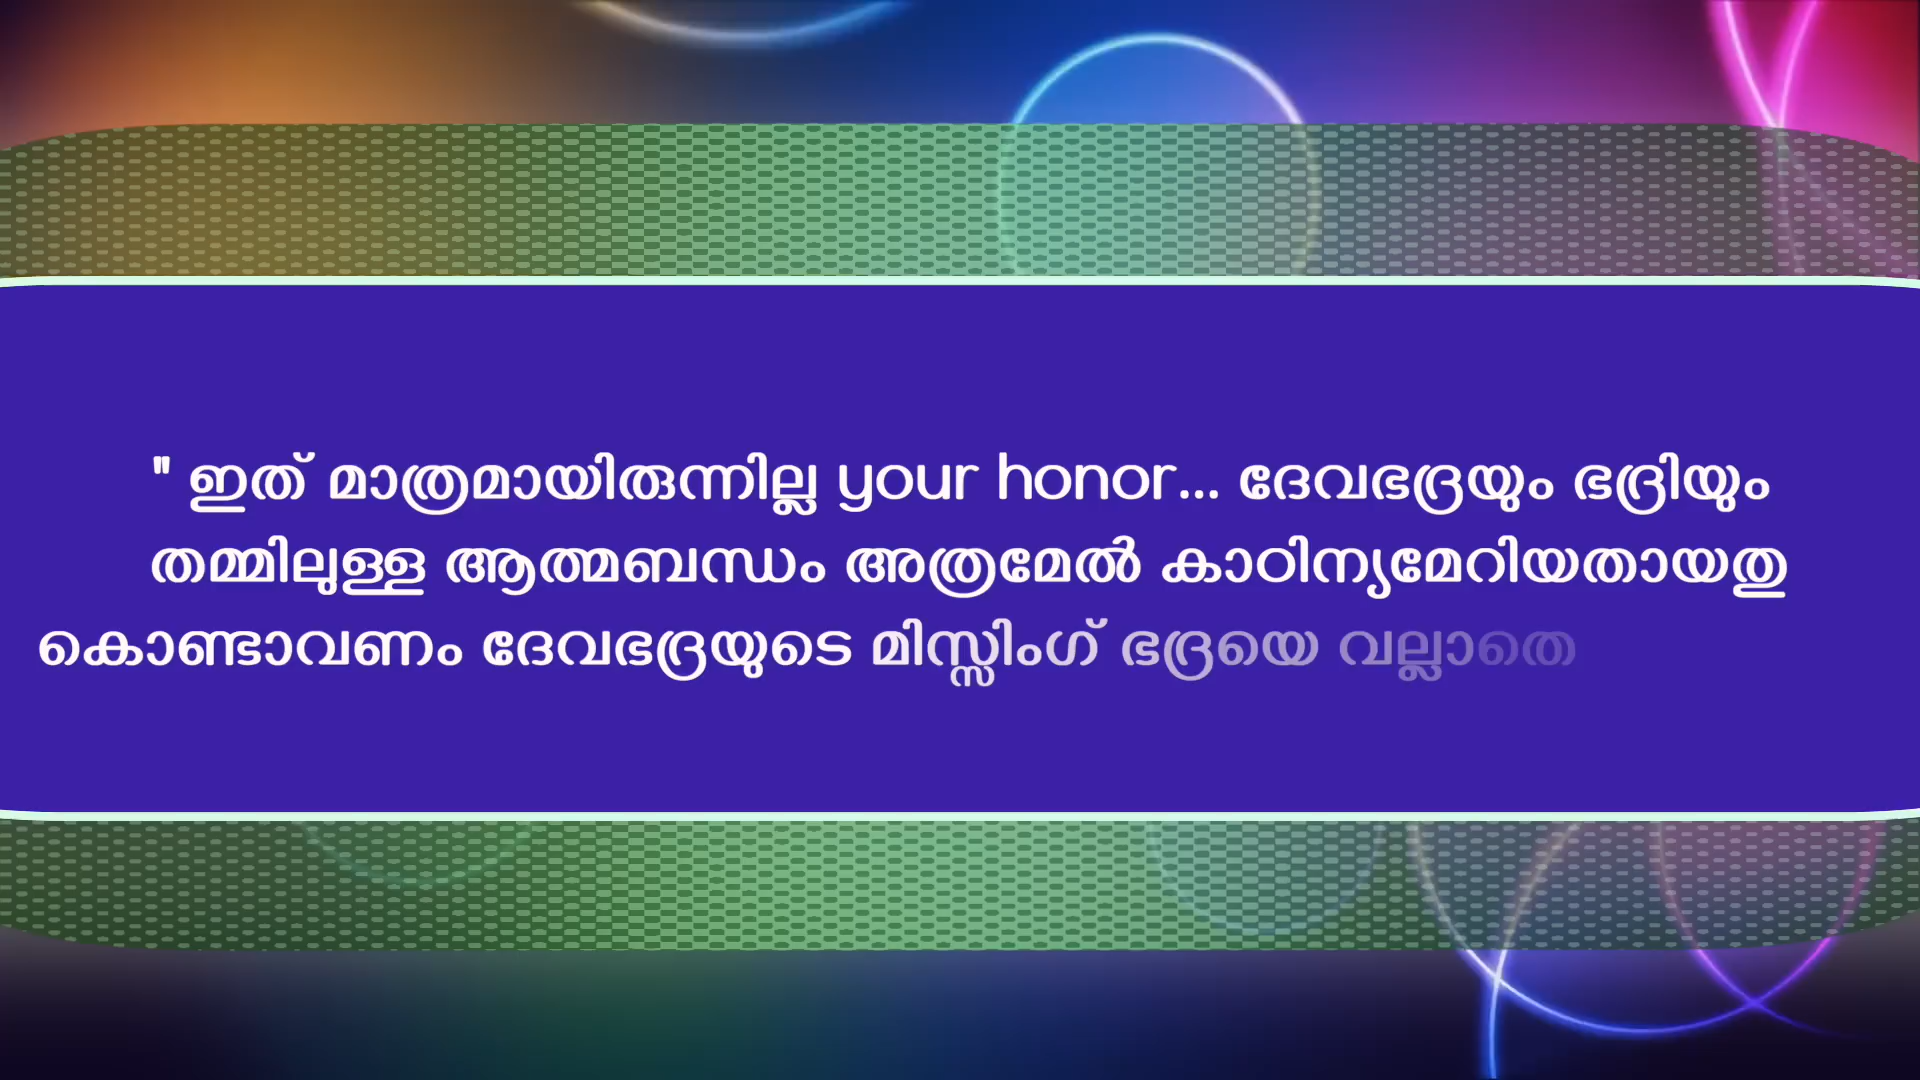 " ഇത് മാത്രമായിരുന്നില്ല your honor... ദേവഭദ്രയും ഭദ്രിയും
തമ്മിലുള്ള ആത്മബന്ധം അത്രമേൽ കാഠിന്യമേറിയതായതു
കൊണ്ടാവണം ദേവഭദ്രയുടെ മിസ്സിംഗ് ഭദ്രയെ വല്ലാതെ